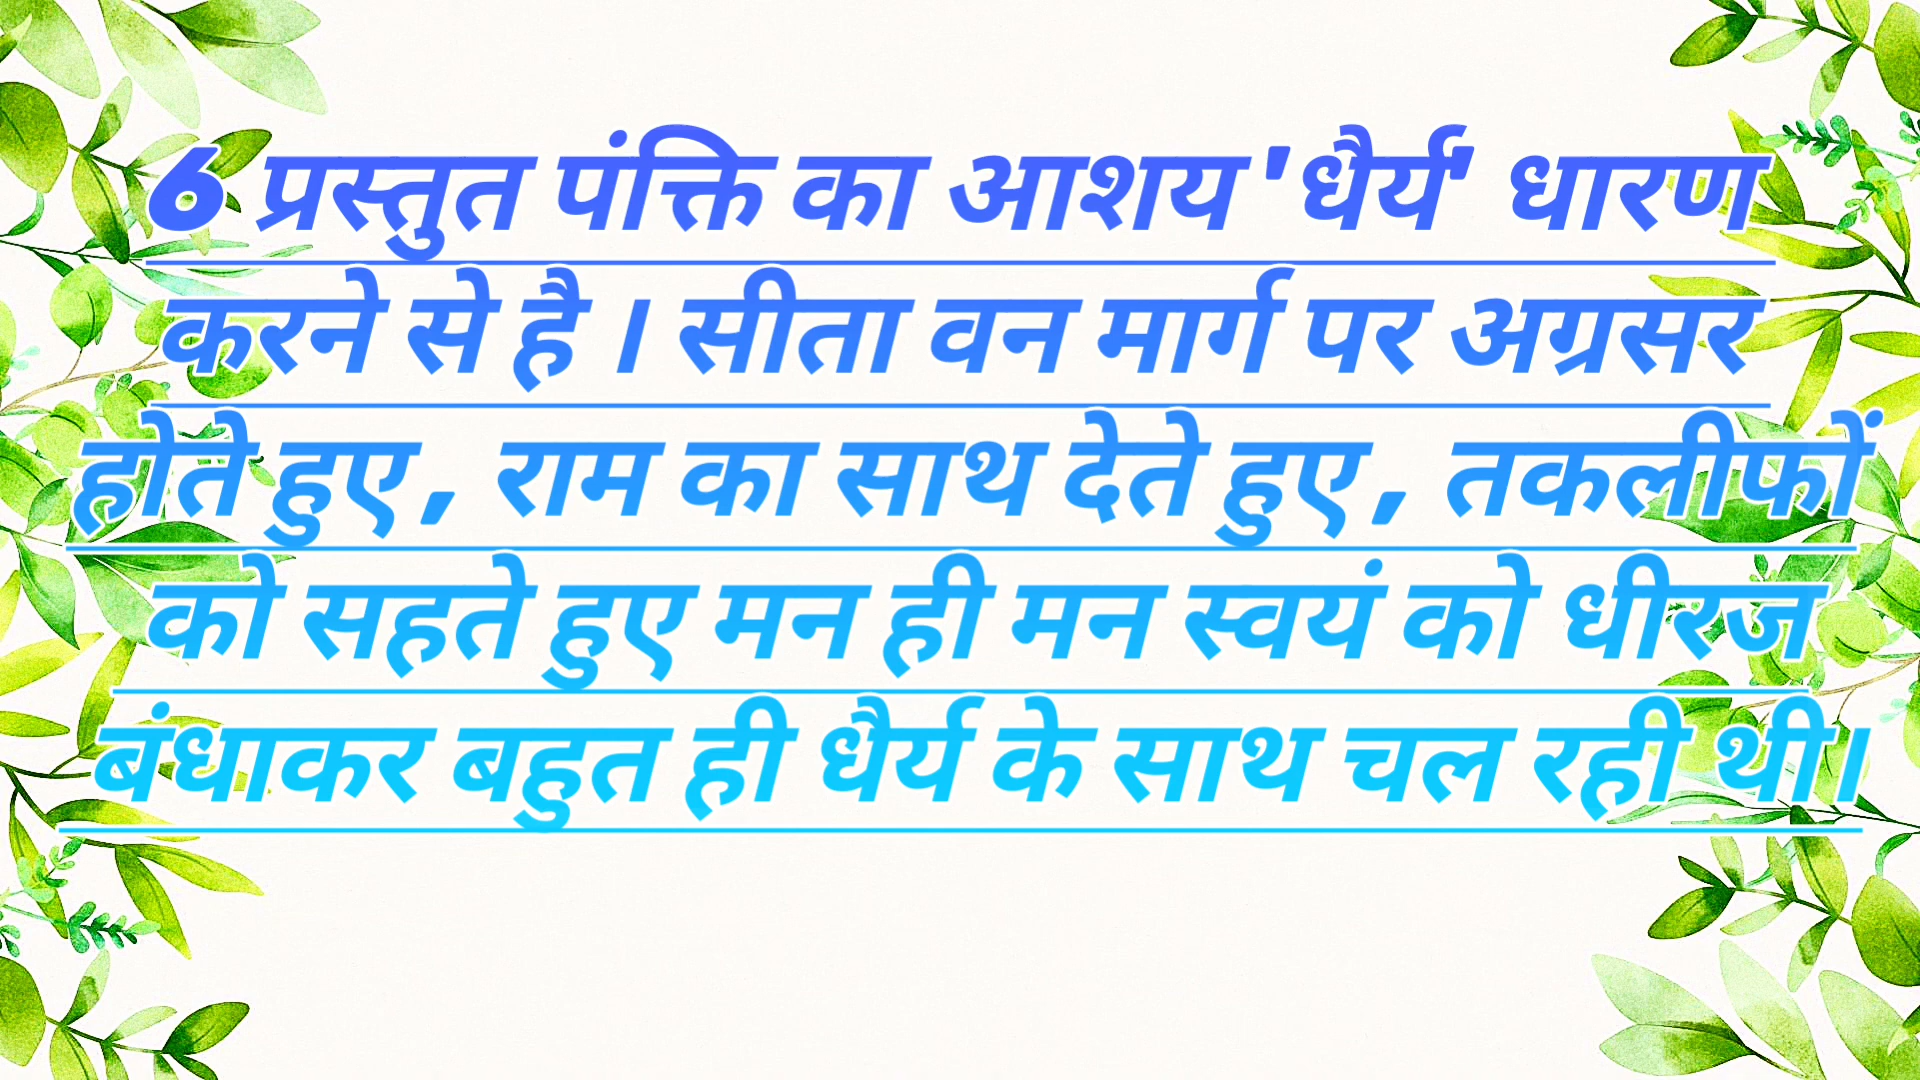 6 प्रस्तुत पंक्ति का आशय 'धैर्य' धारण
करने से है । सीता वन मार्ग पर अग्रसर
होते हुए , राम का साथ देते हुए , तकलीफों
को सहते हुए मन ही मन स्वयं को धीरज
बंधाकर बहुत ही धैर्य के साथ चल रही थी।